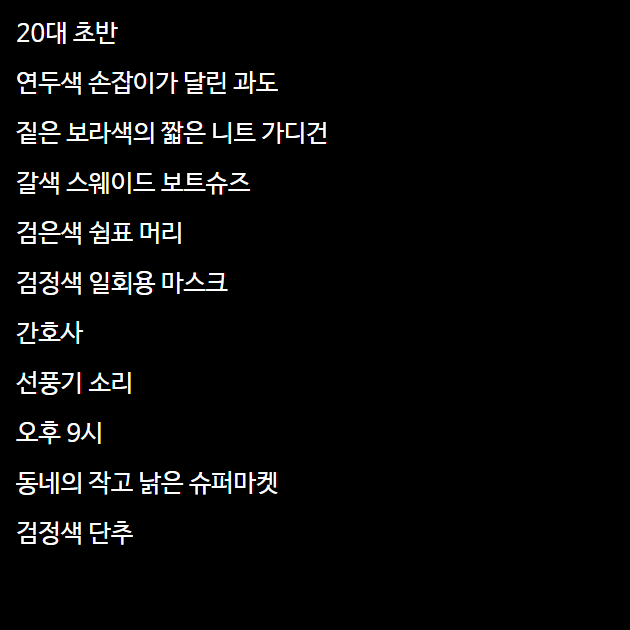 20대 초반
연두색 손잡이가 달린 과도
짙은 보라색의 짧은 니트 가디건
갈색 스웨이드 보트슈즈
검은색 쉼표 머리
검정색 일회용 마스크
간호사
선풍기 소리
오후 9시
동네의 작고 낡은 슈퍼마켓
검정색 단추